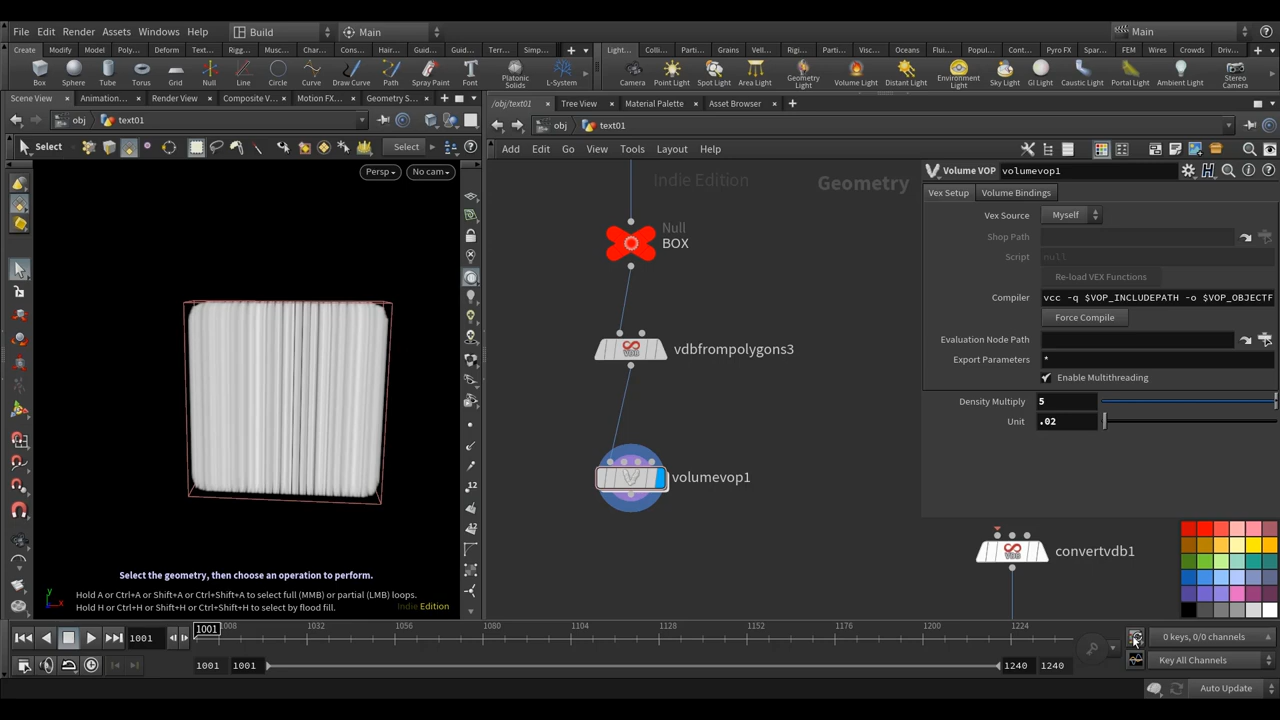 File Edit Render Assets Windows Help Build Main Main
Create Modify Model Poly... Deform Text... Rigg... Musc... Char... Cons... Hair... Guid... Guid... Terr... Simp... Light... Colli... Parti... Grains Vell... Rigi... Parti... Visc... Oceans Flui... Pop... Cont... Pyro FX Spar... FEM Wires Crowds Driv...
Box Sphere Tube Torus Grid Null Line Circle Curve Draw Curve Path Spray Paint Font Platonic Solids L-System Camera Point Light Spot Light Area Light Geometry Light Volume Light Distant Light Environment Light Sky Light GI Light Caustic Light Portal Light Ambient Light Stereo Camera
Scene View Animation... Render View Composite V... Motion FX... Geometry S... /obj/text01 Tree View Material Palette Asset Browser
obj text01
obj text01
Select Select
Add Edit Go View Tools Layout Help
Persp No cam
Indie Edition Geometry
Volume VOP volumevop1
Vex Setup Volume Bindings
Vex Source Myself
Shop Path
Script null
Re-load VEX Functions
Compiler vcc -q $VOP_INCLUDEPATH -o $VOP_OBJECTF
Force Compile
Evaluation Node Path
Export Parameters *
Enable Multithreading
Density Multiply 5
Unit .02
Null
BOX
VDB
vdbfrompolygons3
volumevop1
VDB
convertvdb1
Select the geometry, then choose an operation to perform.
Hold A or Ctrl+A or Shift+A or Ctrl+Shift+A to select full (MMB) or partial (LMB) loops.
Hold H or Ctrl+H or Shift+H or Ctrl+Shift+H to select by flood fill.
Indie Edition
y
x
12
12
1001 1001 1008 1032 1056 1080 1104 1128 1152 1176 1200 1224 0 keys, 0/0 channels
1001 1001 1240 1240 Key All Channels
Auto Update